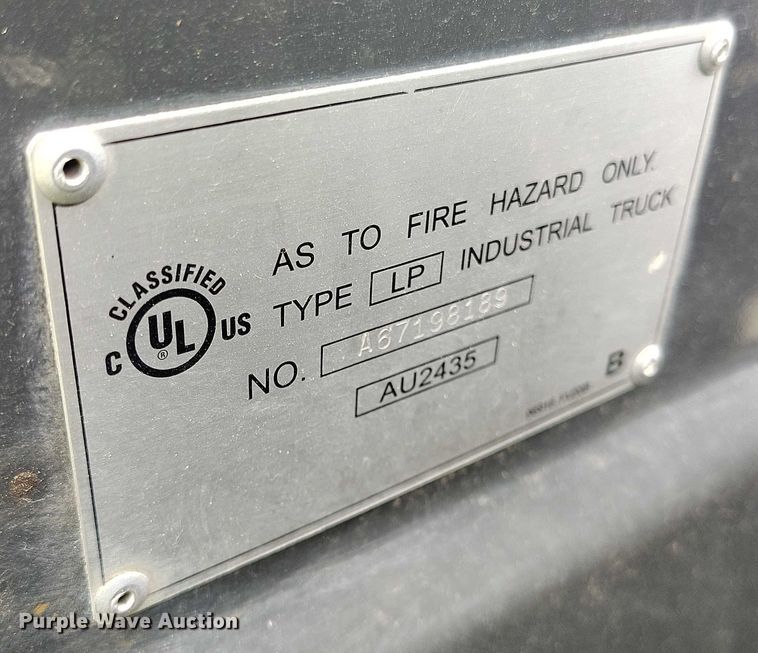 CLASSIFIED
C UL ® US
AS TO FIRE HAZARD ONLY.
TYPE LP INDUSTRIAL TRUCK
NO. A67198189
AU2435
B
Purple Wave Auction